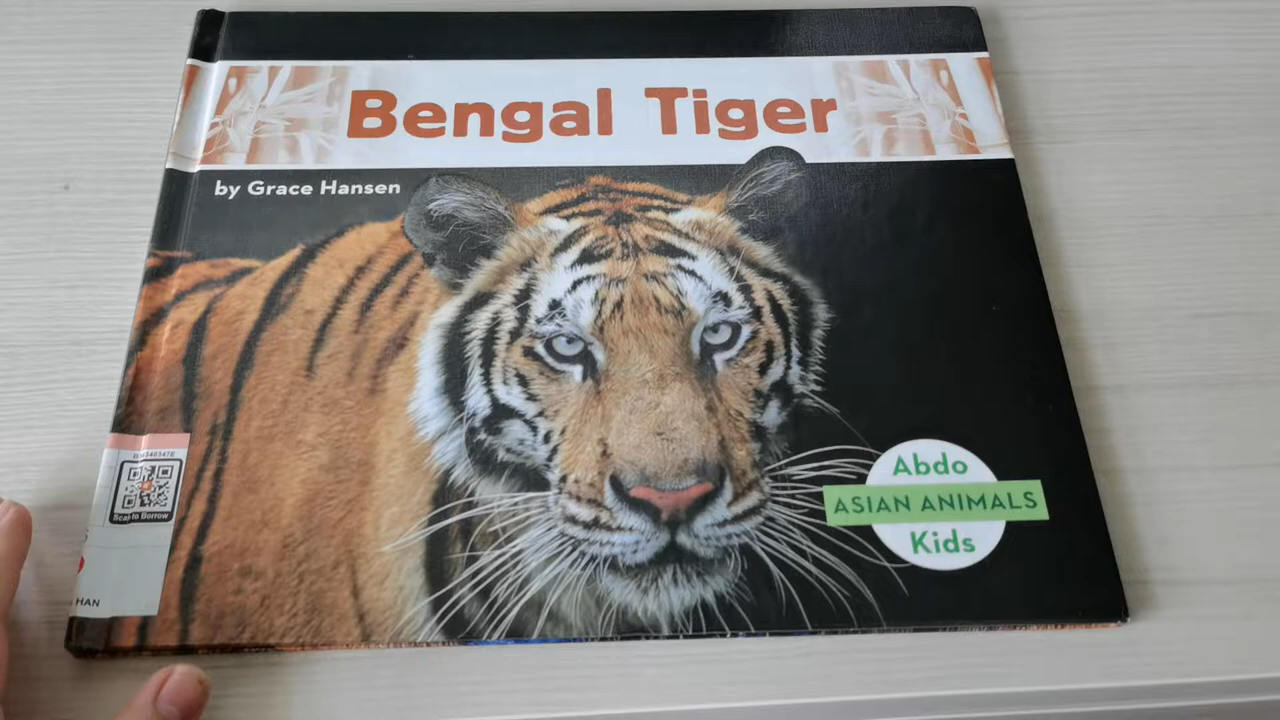 Bengal Tiger
by Grace Hansen
Scan to Borrow
HAN
Abdo
ASIAN ANIMALS
Kids